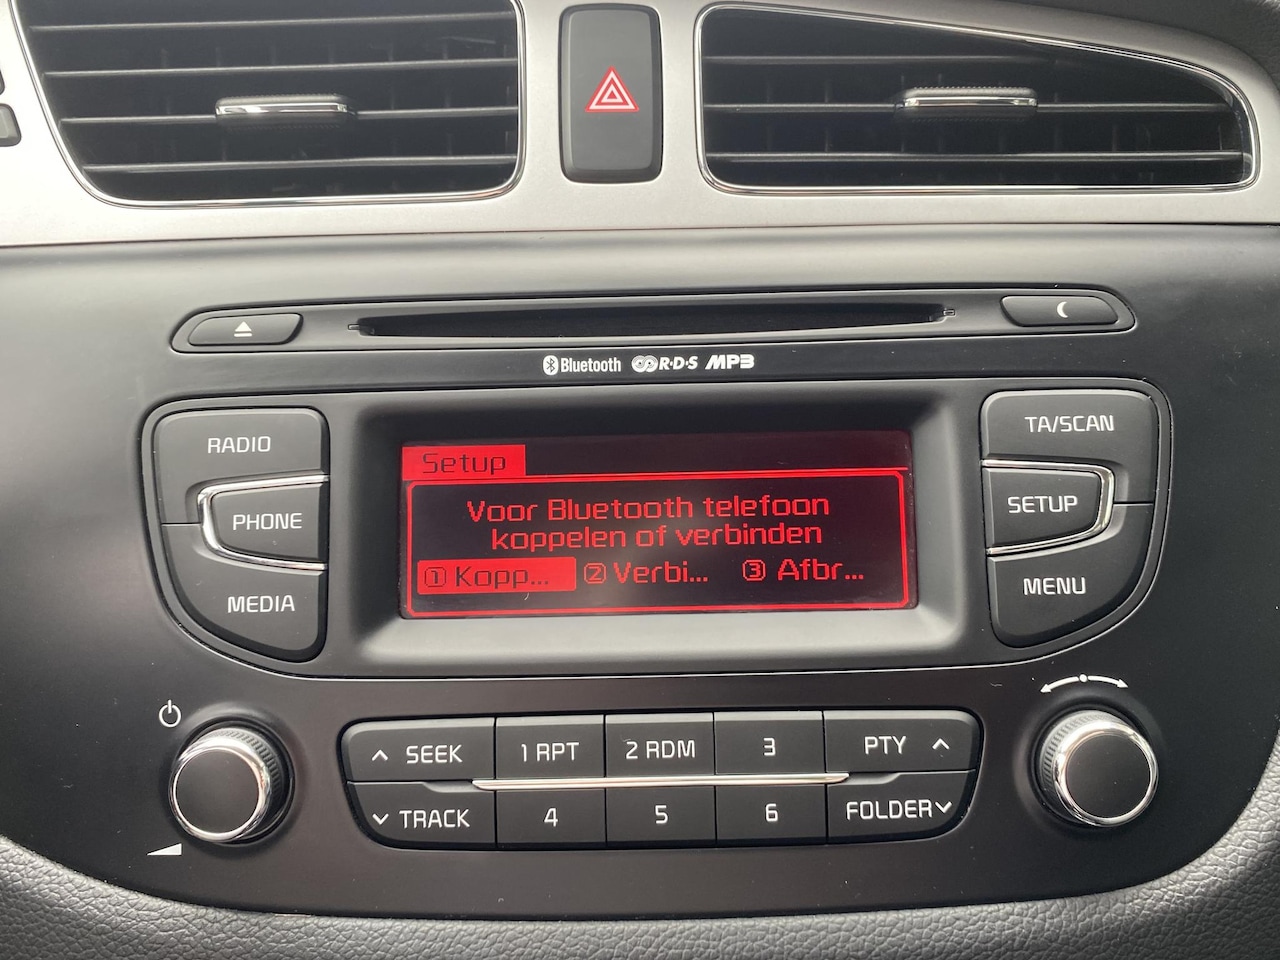 Bluetooth R·D·S MP3
RADIO
PHONE
MEDIA
Setup
Voor Bluetooth telefoon
koppelen of verbinden
1 Kopp... 2 Verbi... 3 Afbr...
TA/SCAN
SETUP
MENU
SEEK
1 RPT
2 RDM
3
PTY
TRACK
4
5
6
FOLDER